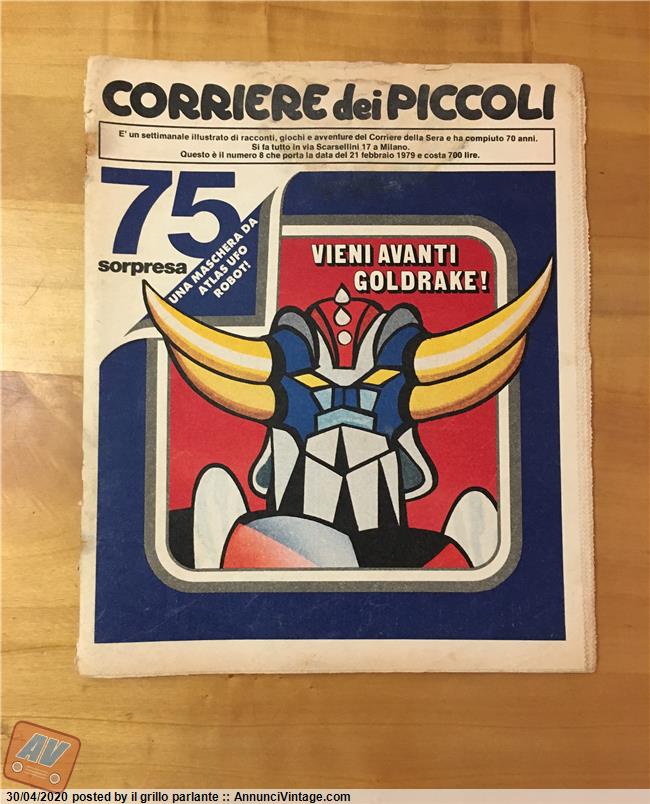 CORRIERE dei PICCOLI
E' un settimanale illustrato di racconti, giochi e avventure del Corriere della Sera e ha compiuto 70 anni.
Si fa tutto in via Scarsellini 17 a Milano.
Questo è il numero 8 che porta la data del 21 febbraio 1979 e costa 700 lire.
75
sorpresa
UNA MASCHERA DA
ATLAS UFO
ROBOT!
VIENI AVANTI
GOLDRAKE!
AV
30/04/2020 posted by il grillo parlante :: AnnunciVintage.com